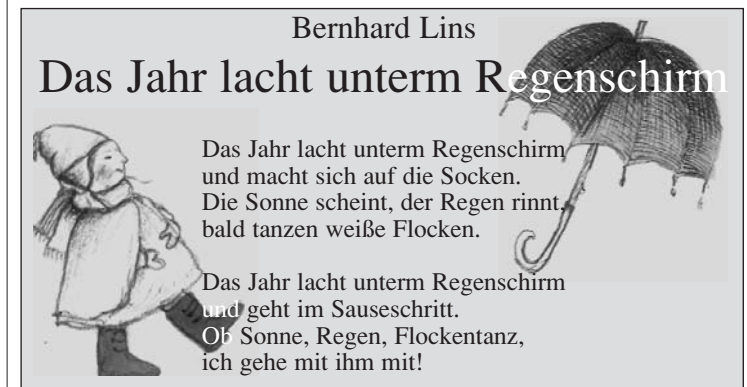 Bernhard Lins
Das Jahr lacht unterm Regenschirm
Das Jahr lacht unterm Regenschirm
und macht sich auf die Socken.
Die Sonne scheint, der Regen rinnt,
bald tanzen weiße Flocken.
Das Jahr lacht unterm Regenschirm
und geht im Sauseschritt.
Ob Sonne, Regen, Flockentanz,
ich gehe mit ihm mit!